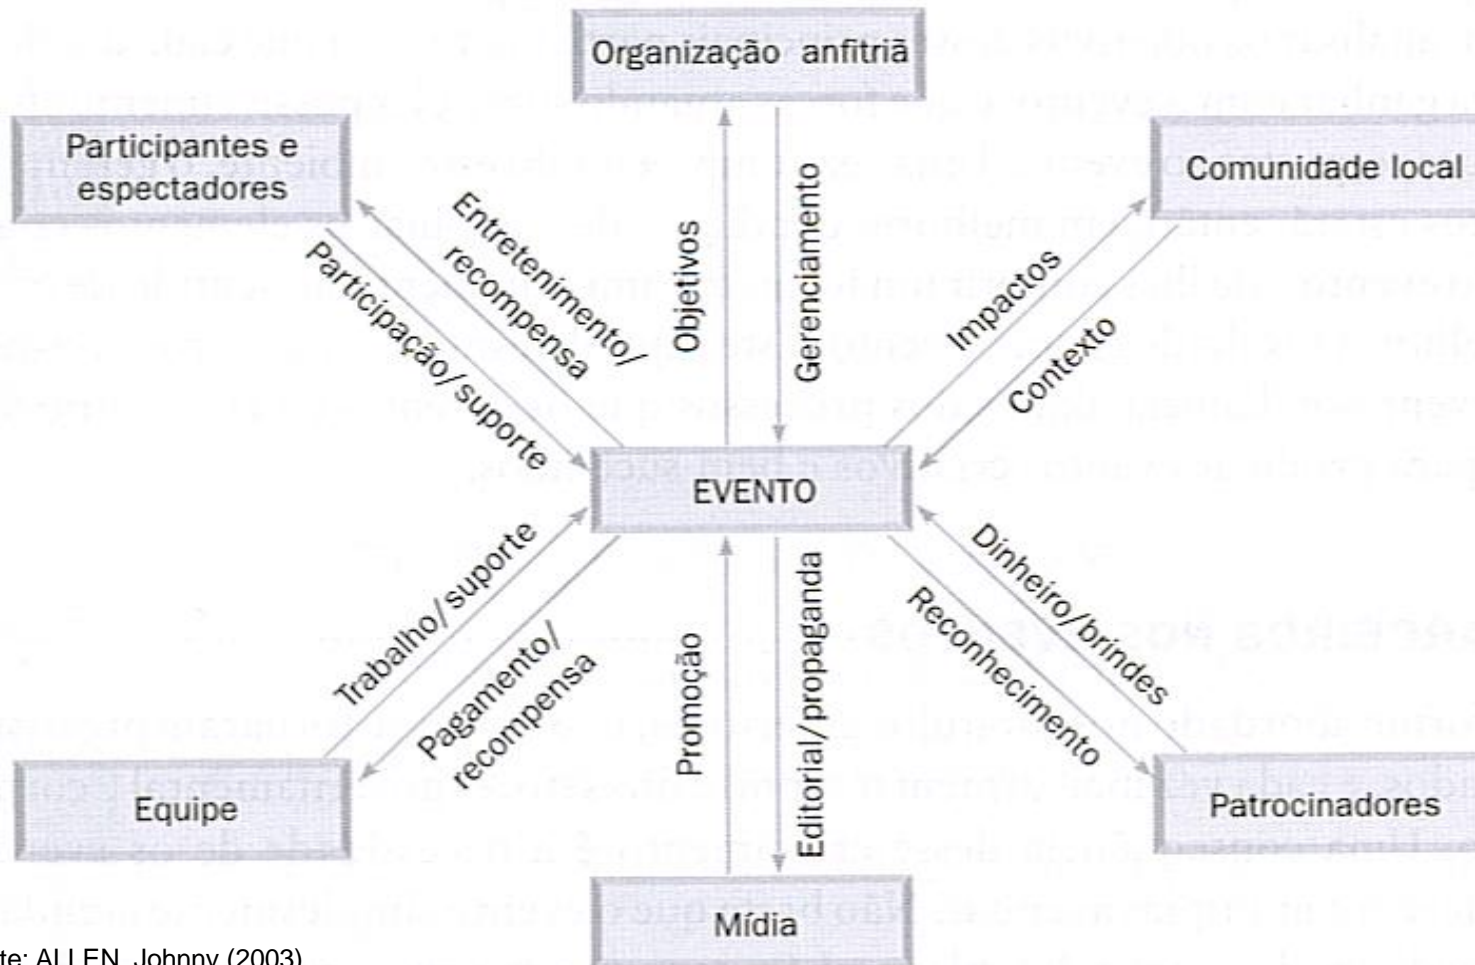 Organização anfitriã
Participantes e
espectadores
Comunidade local
Entretenimento/
recompensa
Participação/suporte
Objetivos
Gerenciamento
Impactos
Contexto
EVENTO
Trabalho/suporte
Pagamento/
recompensa
Promoção
Editorial/propaganda
Dinheiro/brindes
Reconhecimento
Equipe
Patrocinadores
Mídia
te: ALLEN, Johnny (2003)